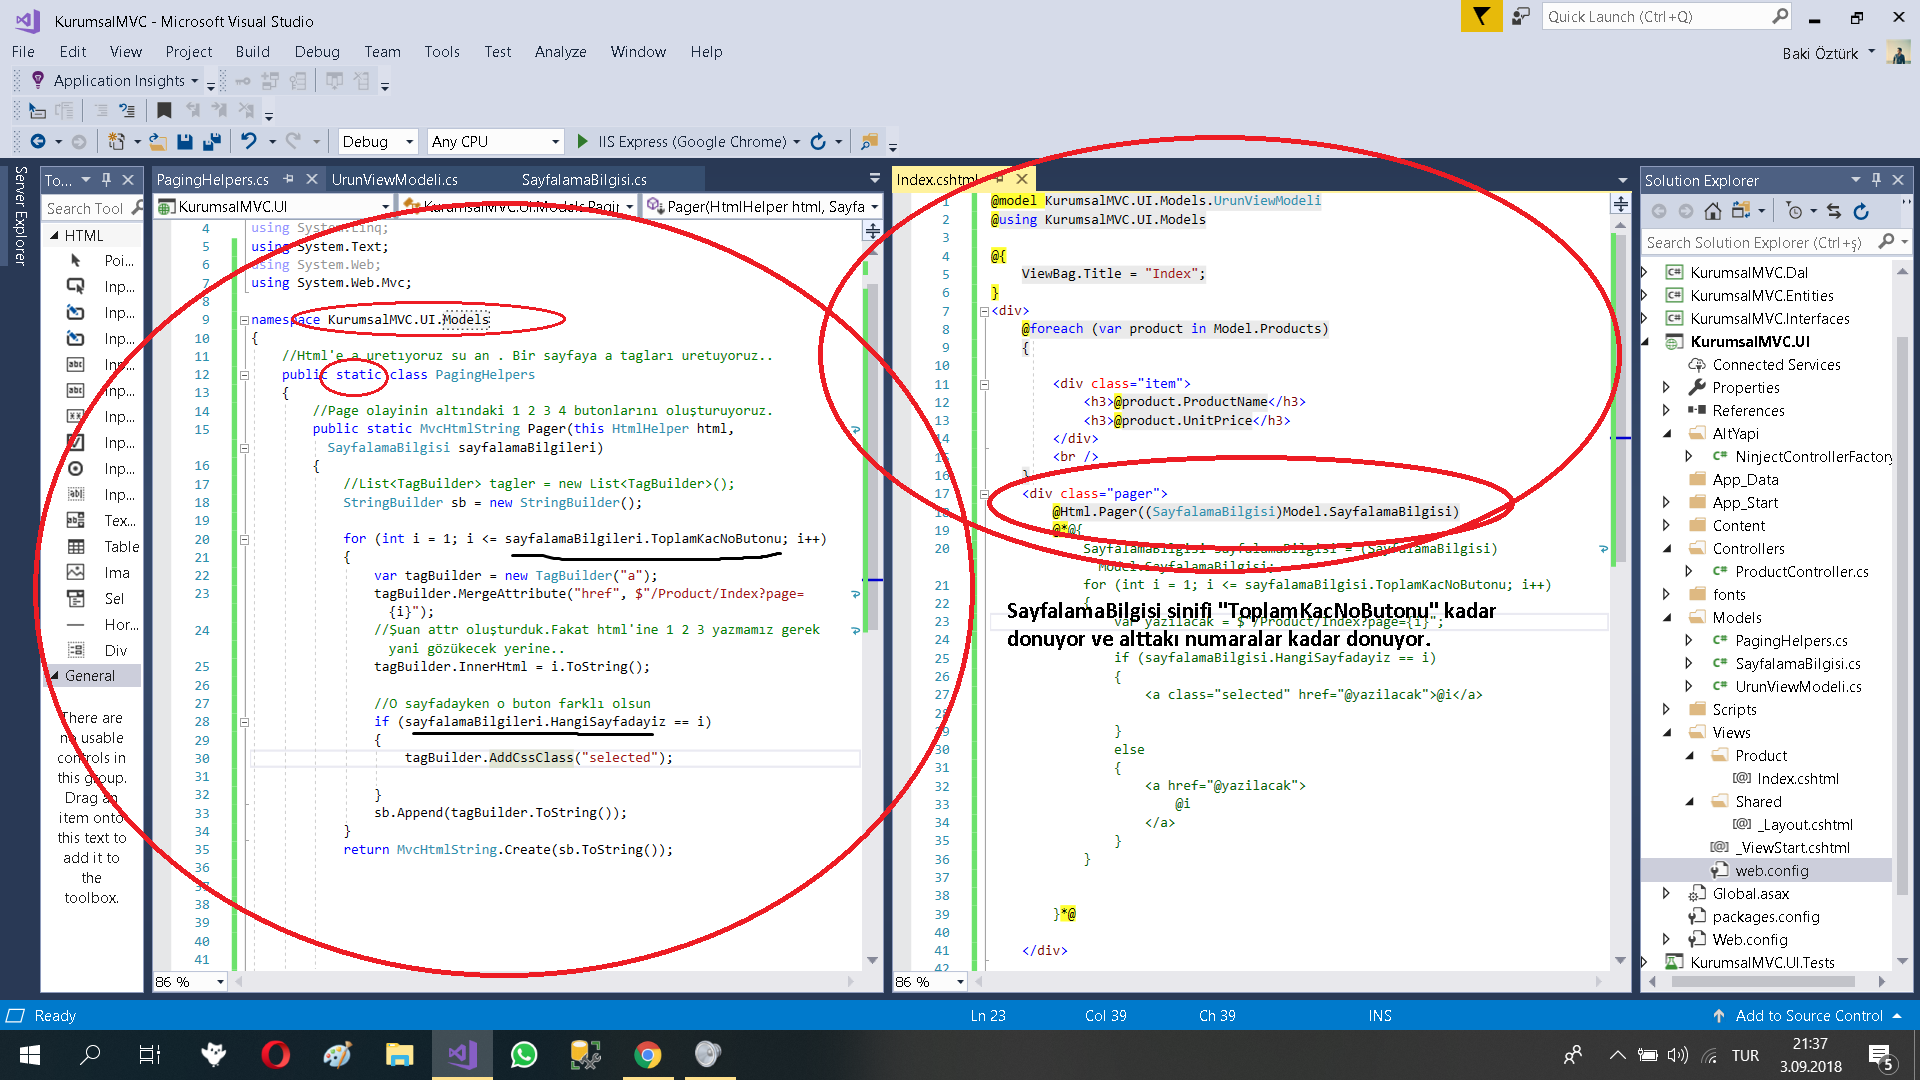 KurumsalMVC - Microsoft Visual Studio
Quick Launch (Ctrl+Q)
File Edit View Project Build Debug Team Tools Test Analyze Window Help
Baki Öztürk
Application Insights
Debug Any CPU IIS Express (Google Chrome)
Server Explorer
To...
Search Tool
HTML
Poi...
Inp...
Inp...
Inp...
Inp...
Inp...
Inp...
Inp...
Inp...
Inp...
Tex...
Table
Ima
Sel
Hor...
Div
General
There are
no usable
controls in
this group.
Drag an
item onto
this text to
add it to
the
toolbox.
PagingHelpers.cs UrunViewModeli.cs SayfalamaBilgisi.cs
KurumsalMVC.UI KurumsalMVC.UI.Models.Pagin Pager(HtmlHelper html, Sayfa
4 using System.Linq;
5 using System.Text;
6 using System.Web;
7 using System.Web.Mvc;
8
9 namespace KurumsalMVC.UI.Models
10 {
11 //Html'e a uretıyoruz su an . Bir sayfaya a tagları uretuyoruz..
12 public static class PagingHelpers
13 {
14 //Page olayinin altındaki 1 2 3 4 butonlarını oluşturuyoruz.
15 public static MvcHtmlString Pager(this HtmlHelper html,
SayfalamaBilgisi sayfalamaBilgileri)
16 {
17 //List<TagBuilder> tagler = new List<TagBuilder>();
18 StringBuilder sb = new StringBuilder();
19
20 for (int i = 1; i <= sayfalamaBilgileri.ToplamKacNoButonu; i++)
21 {
22 var tagBuilder = new TagBuilder("a");
23 tagBuilder.MergeAttribute("href", $"/Product/Index?page=
{i}");
24 //Şuan attr oluşturduk.Fakat html'ine 1 2 3 yazmamız gerek
yani gözükecek yerine..
25 tagBuilder.InnerHtml = i.ToString();
26
27 //O sayfadayken o buton farklı olsun
28 if (sayfalamaBilgileri.HangiSayfadayiz == i)
29 {
30 tagBuilder.AddCssClass("selected");
31
32 }
33 sb.Append(tagBuilder.ToString());
34 }
35 return MvcHtmlString.Create(sb.ToString());
36
37
38
39
40
41
86 %
Index.cshtml
1 @model KurumsalMVC.UI.Models.UrunViewModeli
2 @using KurumsalMVC.UI.Models
3
4 @{
5 ViewBag.Title = "Index";
6 }
7 <div>
8 @foreach (var product in Model.Products)
9 {
10
11 <div class="item">
12 <h3>@product.ProductName</h3>
13 <h3>@product.UnitPrice</h3>
14 </div>
15 <br />
16 }
17 <div class="pager">
18 @Html.Pager((SayfalamaBilgisi)Model.SayfalamaBilgisi)
19 @*@{
20 SayfalamaBilgisi sayfalamaBilgisi = (SayfalamaBilgisi)
Model.SayfalamaBilgisi;
21 for (int i = 1; i <= sayfalamaBilgisi.ToplamKacNoButonu; i++)
22 {
SayfalamaBilgisi sinifi "ToplamKacNoButonu" kadar
23 var yazilacak = $"/Product/Index?page={i}";
donuyor ve alttakı numaralar kadar donuyor.
25 if (sayfalamaBilgisi.HangiSayfadayiz == i)
26 {
27 <a class="selected" href="@yazilacak">@i</a>
28
29 }
30 else
31 {
32 <a href="@yazilacak">
33 @i
34 </a>
35 }
36 }
37
38
39 }*@
40
41 </div>
42
86 %
Solution Explorer
Search Solution Explorer (Ctrl+ş)
KurumsalMVC.Dal
KurumsalMVC.Entities
KurumsalMVC.Interfaces
KurumsalMVC.UI
Connected Services
Properties
References
AltYapi
NinjectControllerFactory
App_Data
App_Start
Content
Controllers
ProductController.cs
fonts
Models
PagingHelpers.cs
SayfalamaBilgisi.cs
UrunViewModeli.cs
Scripts
Views
Product
Index.cshtml
Shared
_Layout.cshtml
_ViewStart.cshtml
web.config
Global.asax
packages.config
Web.config
KurumsalMVC.UI.Tests
Ready Ln 23 Col 39 Ch 39 INS Add to Source Control
TUR
21:37
3.09.2018
5